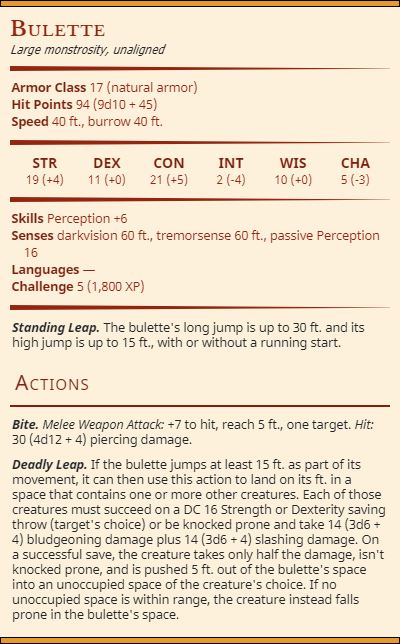 Bulette
Large monstrosity, unaligned
Armor Class 17 (natural armor)
Hit Points 94 (9d10 + 45)
Speed 40 ft., burrow 40 ft.
STR DEX CON INT WIS CHA
19 (+4) 11 (+0) 21 (+5) 2 (-4) 10 (+0) 5 (-3)
Skills Perception +6
Senses darkvision 60 ft., tremorsense 60 ft., passive Perception
16
Languages —
Challenge 5 (1,800 XP)
Standing Leap. The bulette's long jump is up to 30 ft. and its
high jump is up to 15 ft., with or without a running start.
Actions
Bite. Melee Weapon Attack: +7 to hit, reach 5 ft., one target. Hit:
30 (4d12 + 4) piercing damage.
Deadly Leap. If the bulette jumps at least 15 ft. as part of its
movement, it can then use this action to land on its ft. in a
space that contains one or more other creatures. Each of those
creatures must succeed on a DC 16 Strength or Dexterity saving
throw (target's choice) or be knocked prone and take 14 (3d6 +
4) bludgeoning damage plus 14 (3d6 + 4) slashing damage. On
a successful save, the creature takes only half the damage, isn't
knocked prone, and is pushed 5 ft. out of the bulette's space
into an unoccupied space of the creature's choice. If no
unoccupied space is within range, the creature instead falls
prone in the bulette's space.